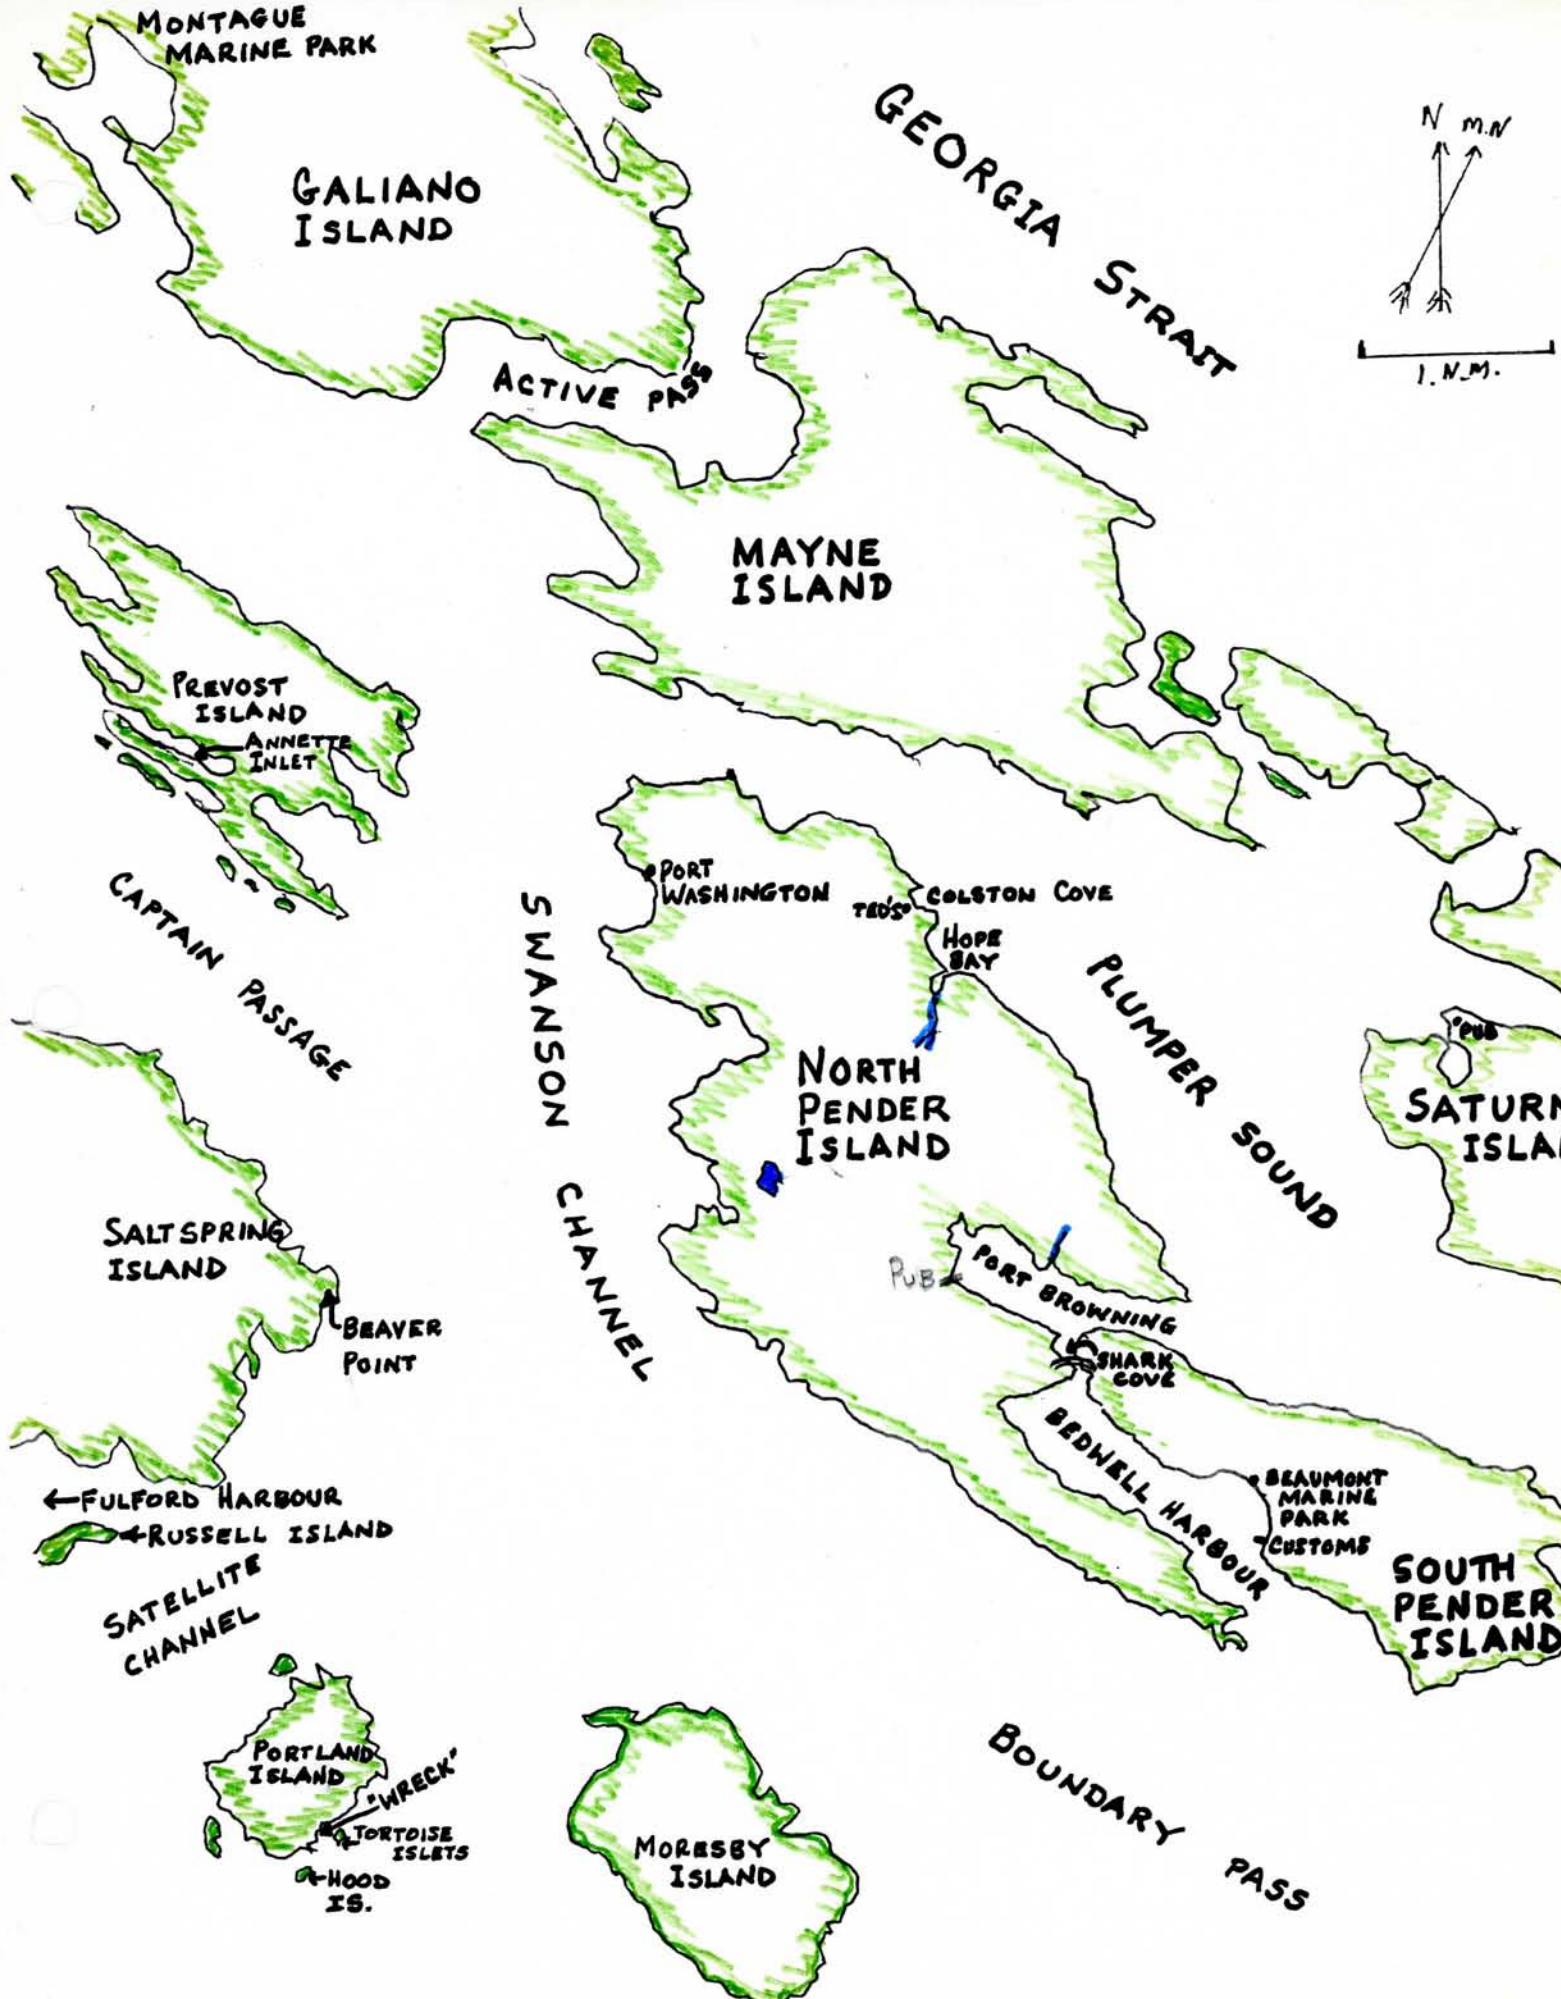 MONTAGUE
MARINE PARK
GEORGIA STRAIT
N M.N
1. N.M.
GALIANO
ISLAND
ACTIVE PASS
MAYNE
ISLAND
PREVOST
ISLAND
ANNETTE
INLET
CAPTAIN PASSAGE
SWANSON CHANNEL
PORT
WASHINGTON
TED'S
COLSTON COVE
HOPE
BAY
PLUMPER SOUND
"PUB
SATURN
ISLA
NORTH
PENDER
ISLAND
PUB
PORT BROWNING
SHARK
COVE
BEDWELL HARBOUR
BEAUMONT
MARINE
PARK
CUSTOMS
SOUTH
PENDER
ISLAND
SALTSPRING
ISLAND
BEAVER
POINT
←FULFORD HARBOUR
←RUSSELL ISLAND
SATELLITE
CHANNEL
PORTLAND
ISLAND
"WRECK"
TORTOISE
ISLETS
←HOOD
IS.
MORESBY
ISLAND
BOUNDARY PASS